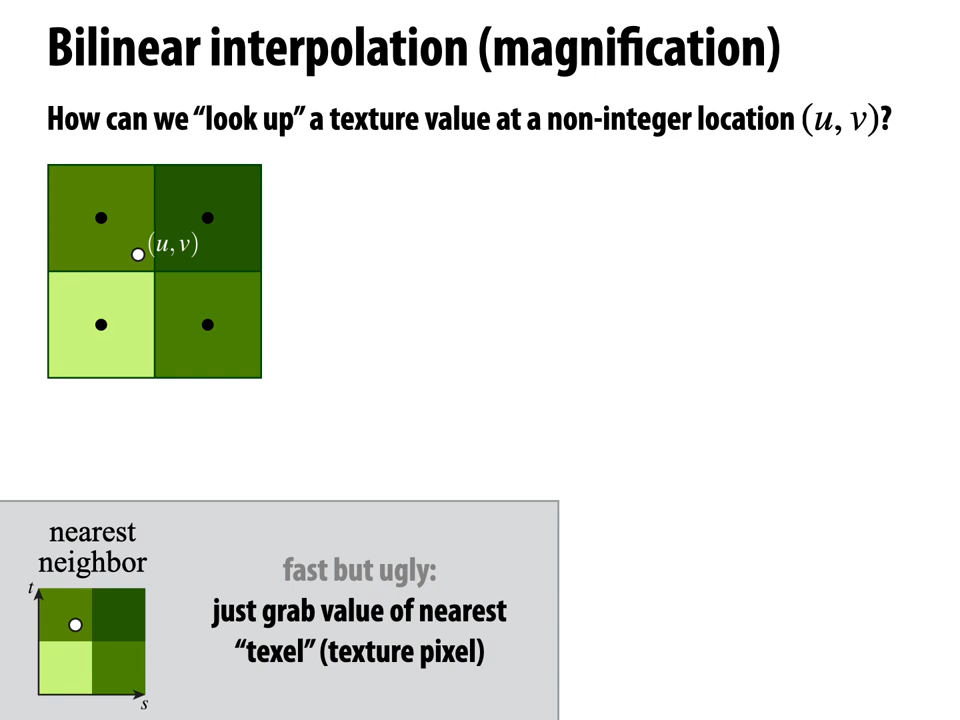 Bilinear interpolation (magnification)
How can we “look up” a texture value at a non-integer location (u, v)?
(u, v)
nearest
neighbor
t
s
fast but ugly:
just grab value of nearest
“texel” (texture pixel)